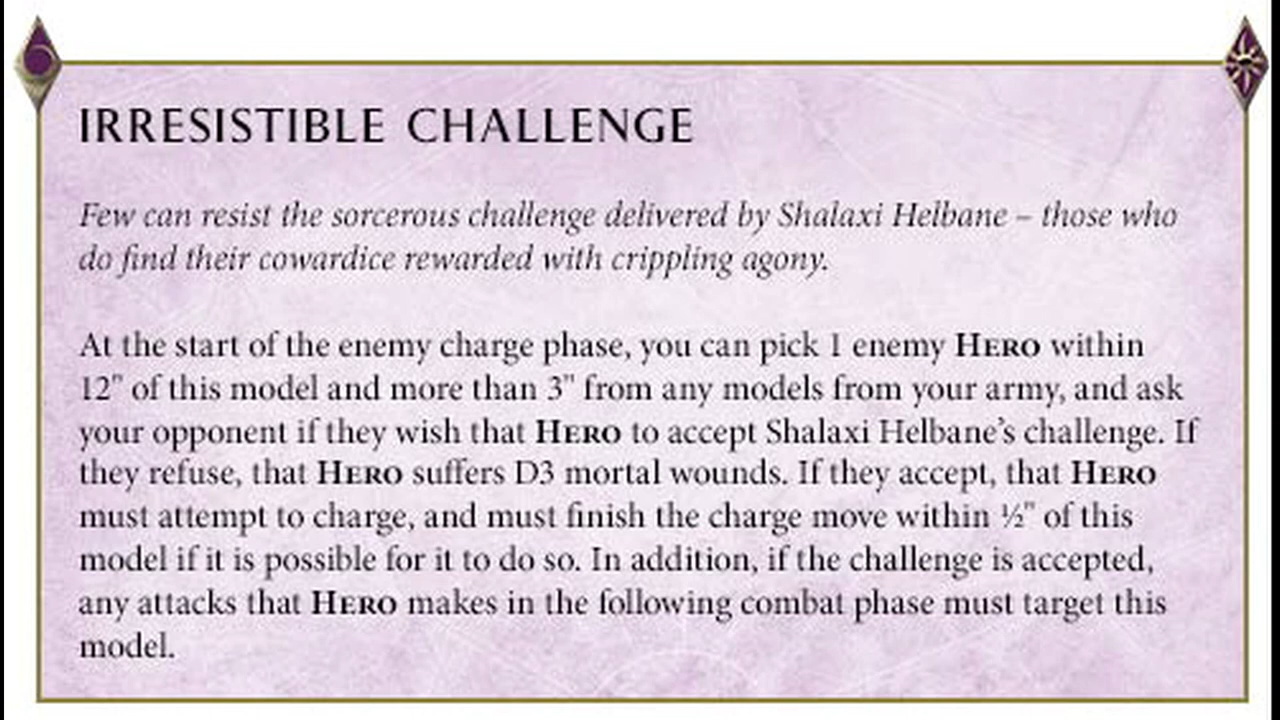 IRRESISTIBLE CHALLENGE
Few can resist the sorcerous challenge delivered by Shalaxi Helbane – those who
do find their cowardice rewarded with crippling agony.
At the start of the enemy charge phase, you can pick 1 enemy HERO within
12" of this model and more than 3" from any models from your army, and ask
your opponent if they wish that HERO to accept Shalaxi Helbane's challenge. If
they refuse, that HERO suffers D3 mortal wounds. If they accept, that HERO
must attempt to charge, and must finish the charge move within ½" of this
model if it is possible for it to do so. In addition, if the challenge is accepted,
any attacks that HERO makes in the following combat phase must target this
model.